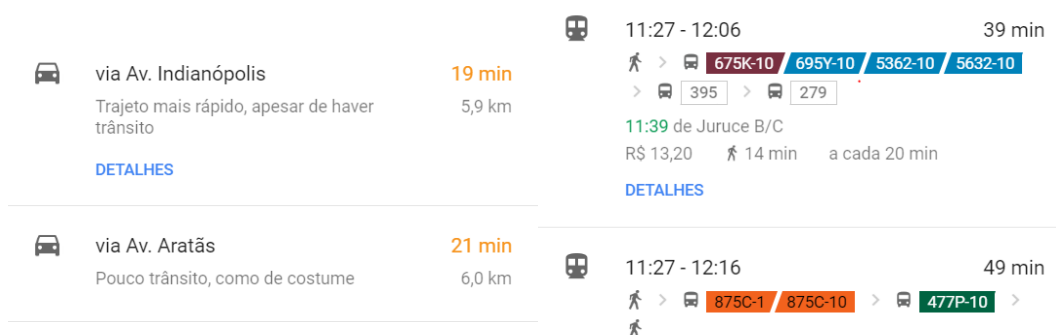 via Av. Indianópolis 19 min
Trajeto mais rápido, apesar de haver 5,9 km
trânsito
DETALHES
via Av. Aratãs 21 min
Pouco trânsito, como de costume 6,0 km
11:27 - 12:06 39 min
675K-10 695Y-10 5362-10 5632-10
395 279
11:39 de Juruce B/C
R$ 13,20 14 min a cada 20 min
DETALHES
11:27 - 12:16 49 min
875C-1 875C-10 477P-10